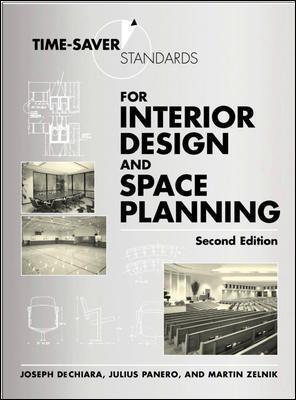 TIME-SAVER
STANDARDS
FOR
INTERIOR
DESIGN
AND
SPACE
PLANNING
Second Edition
JOSEPH DECHIARA, JULIUS PANERO, AND MARTIN ZELNIK